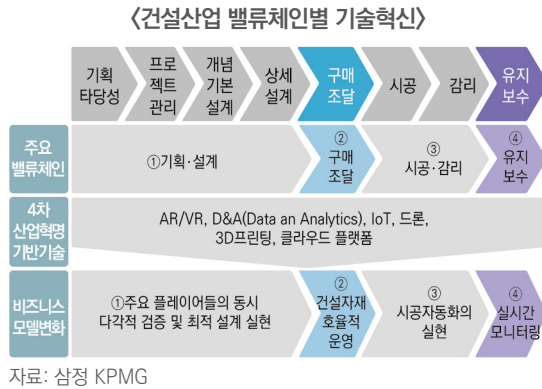 〈건설산업 밸류체인별 기술혁신〉
기획
타당성
프로
젝트
관리
개념
기본
설계
상세
설계
구매
조달
시공
감리
유지
보수
주요
밸류체인
①기획·설계
②
구매
조달
③
시공·감리
④
유지
보수
4차
산업혁명
기반기술
AR/VR, D&A(Data an Analytics), IoT, 드론,
3D프린팅, 클라우드 플랫폼
비즈니스
모델변화
①주요 플레이어들의 동시
다각적 검증 및 최적 설계 실현
②
건설자재
호율적
운영
③
시공자동화의
실현
④
실시간
모니터링
자료: 삼정 KPMG